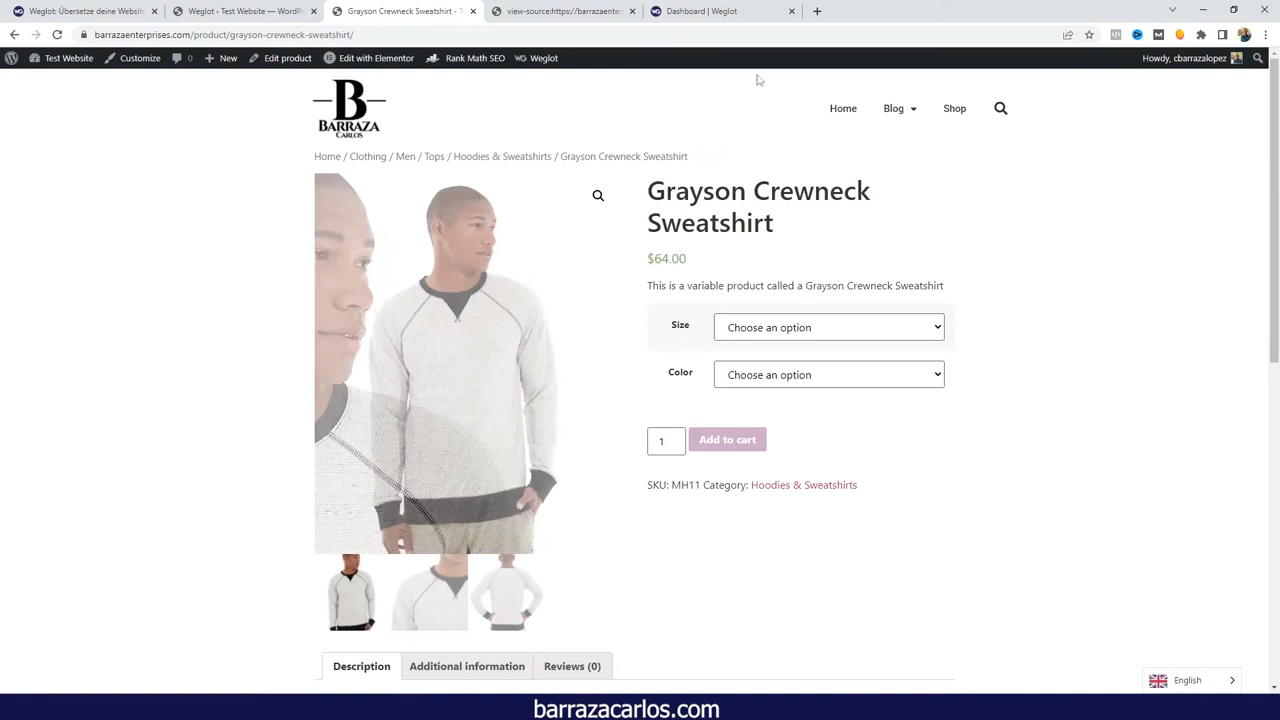 Weglot: Übersetze deine Websit
Weglot ‹ Test Website — WordPr
Grayson Crewneck Sweatshirt - T
view-source:https://barrazaenter
Dashboard | Weglot
barrazaenterprises.com/product/grayson-crewneck-sweatshirt/
Test Website
Customize
0
New
Edit product
Edit with Elementor
Rank Math SEO
Weglot
Howdy, cbarrazalopez
B
BARRAZA
CARLOS
Home
Blog
Shop
Home / Clothing / Men / Tops / Hoodies & Sweatshirts / Grayson Crewneck Sweatshirt
Grayson Crewneck
Sweatshirt
$64.00
This is a variable product called a Grayson Crewneck Sweatshirt
Size
Choose an option
Color
Choose an option
1
Add to cart
SKU: MH11 Category: Hoodies & Sweatshirts
Description
Additional information
Reviews (0)
English
barrazacarlos.com